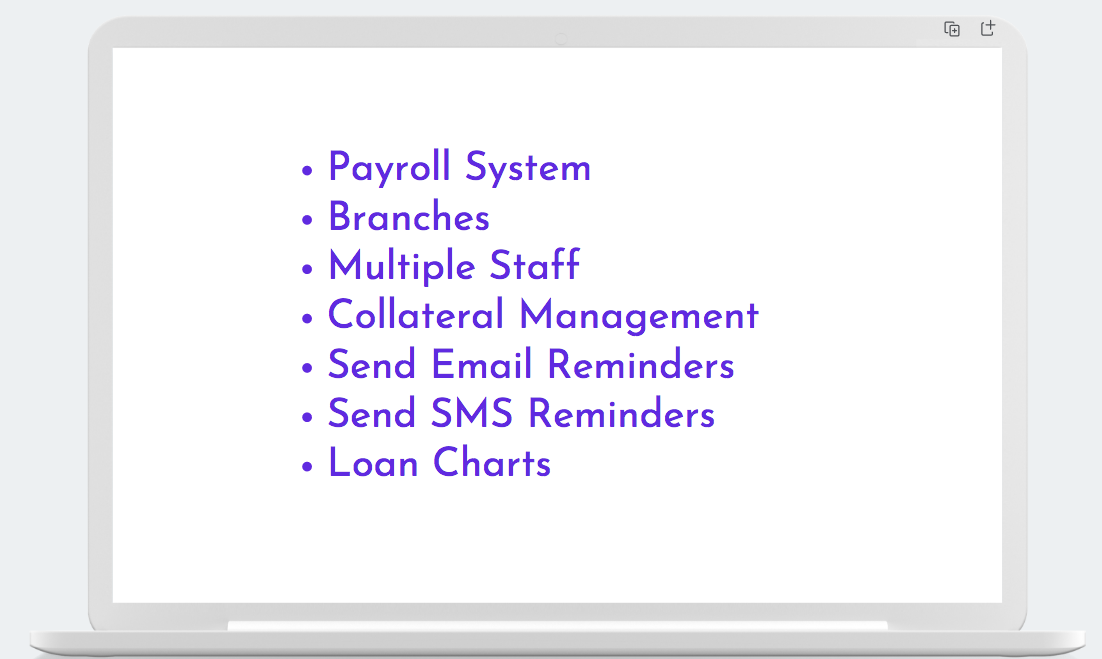 • Payroll System
• Branches
• Multiple Staff
• Collateral Management
• Send Email Reminders
• Send SMS Reminders
• Loan Charts